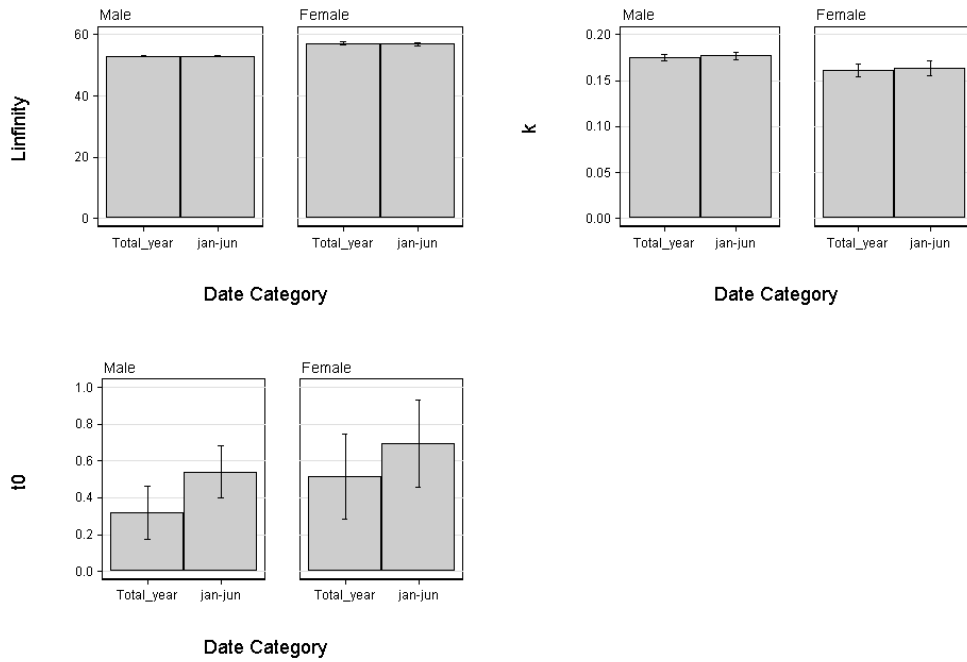 Male
Female
Linfinity
60
40
20
0
Total_year
jan-jun
Total_year
jan-jun
Date Category
Male
Female
k
0.20
0.15
0.10
0.05
0.00
Total_year
jan-jun
Total_year
jan-jun
Date Category
Male
Female
t0
1.0
0.8
0.6
0.4
0.2
0.0
Total_year
jan-jun
Total_year
jan-jun
Date Category